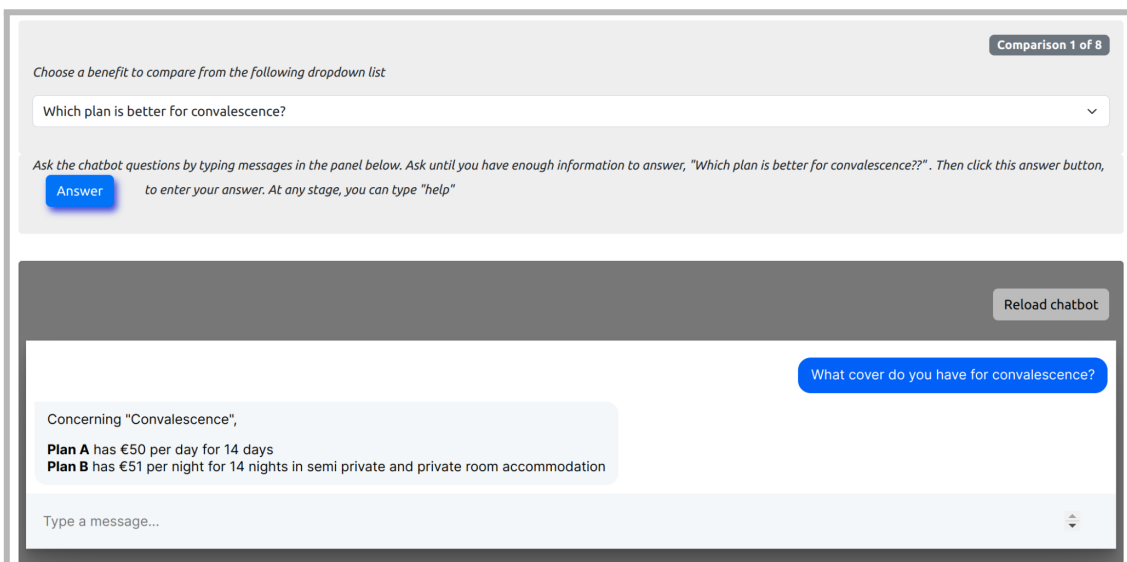 Comparison 1 of 8
Choose a benefit to compare from the following dropdown list
Which plan is better for convalescence?
Ask the chatbot questions by typing messages in the panel below. Ask until you have enough information to answer, "Which plan is better for convalescence??" . Then click this answer button,
Answer to enter your answer. At any stage, you can type "help"
Reload chatbot
What cover do you have for convalescence?
Concerning "Convalescence",
Plan A has €50 per day for 14 days
Plan B has €51 per night for 14 nights in semi private and private room accommodation
Type a message...